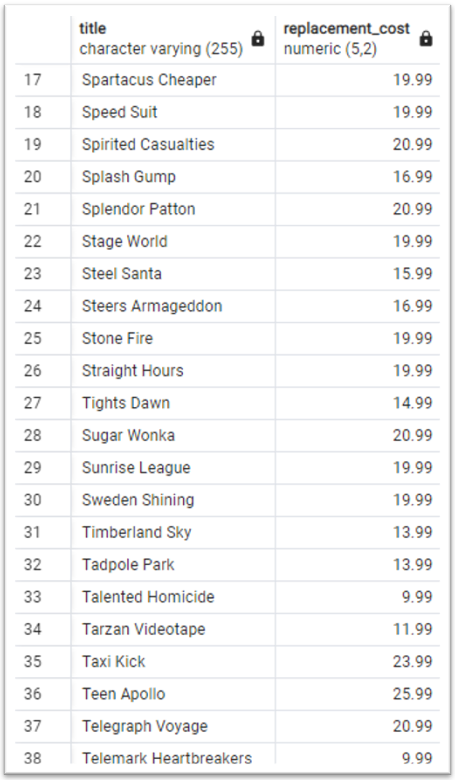 title replacement_cost
character varying (255) numeric (5,2)
17 Spartacus Cheaper 19.99
18 Speed Suit 19.99
19 Spirited Casualties 20.99
20 Splash Gump 16.99
21 Splendor Patton 20.99
22 Stage World 19.99
23 Steel Santa 15.99
24 Steers Armageddon 16.99
25 Stone Fire 19.99
26 Straight Hours 19.99
27 Tights Dawn 14.99
28 Sugar Wonka 20.99
29 Sunrise League 19.99
30 Sweden Shining 19.99
31 Timberland Sky 13.99
32 Tadpole Park 13.99
33 Talented Homicide 9.99
34 Tarzan Videotape 11.99
35 Taxi Kick 23.99
36 Teen Apollo 25.99
37 Telegraph Voyage 20.99
38 Telemark Heartbreakers 9.99